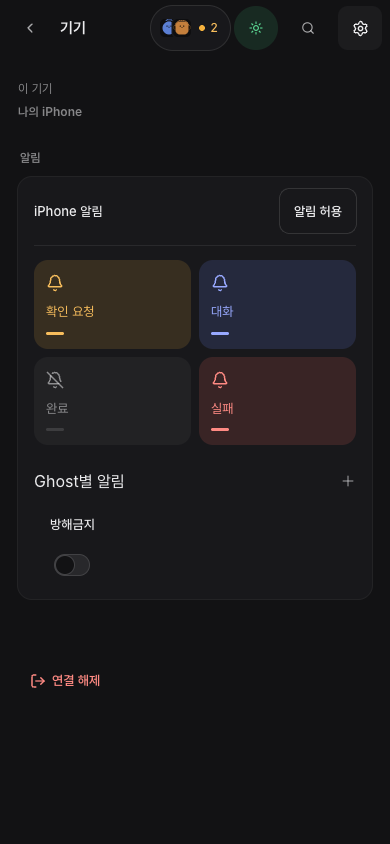 기기
2
이 기기
나의 iPhone
알림
iPhone 알림
알림 허용
확인 요청
대화
완료
실패
Ghost별 알림
방해금지
연결 해제